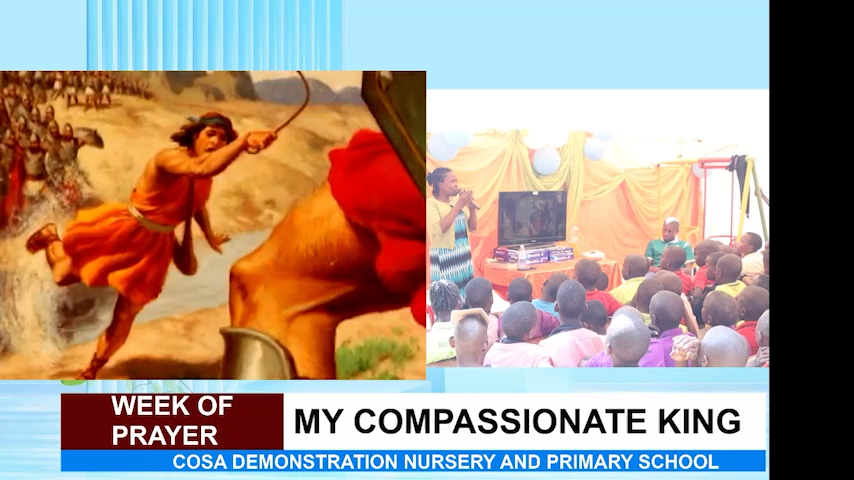 WEEK OF
PRAYER
MY COMPASSIONATE KING
COSA DEMONSTRATION NURSERY AND PRIMARY SCHOOL